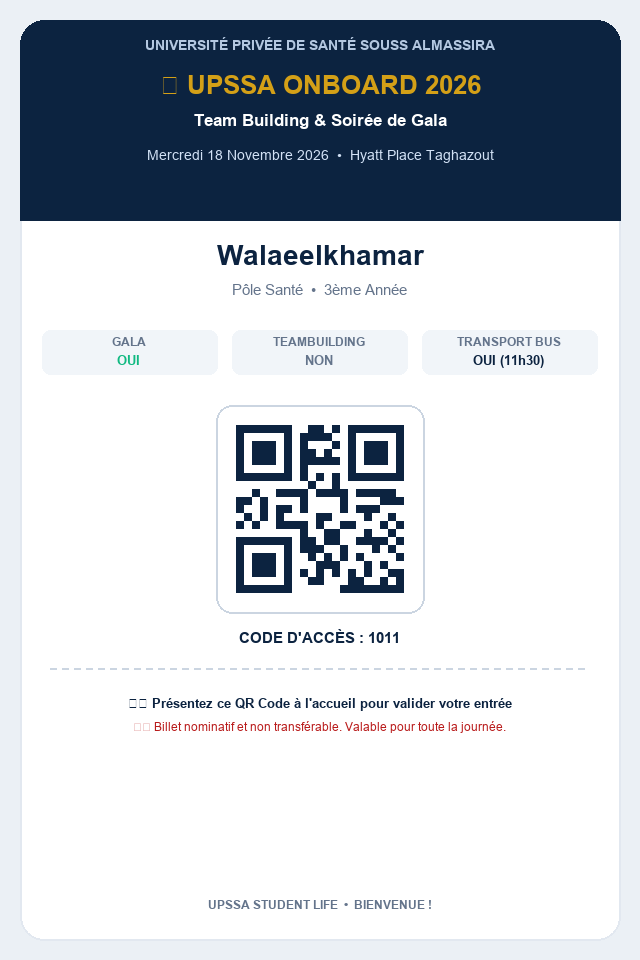 UNIVERSITÉ PRIVÉE DE SANTÉ SOUSS ALMASSIRA
UPSSA ONBOARD 2026
Team Building & Soirée de Gala
Mercredi 18 Novembre 2026 • Hyatt Place Taghazout
Walaeelkhamar
Pôle Santé • 3ème Année
GALA
OUI
TEAMBUILDING
NON
TRANSPORT BUS
OUI (11h30)
CODE D'ACCÈS : 1011
Présentez ce QR Code à l'accueil pour valider votre entrée
Billet nominatif et non transférable. Valable pour toute la journée.
UPSSA STUDENT LIFE • BIENVENUE !